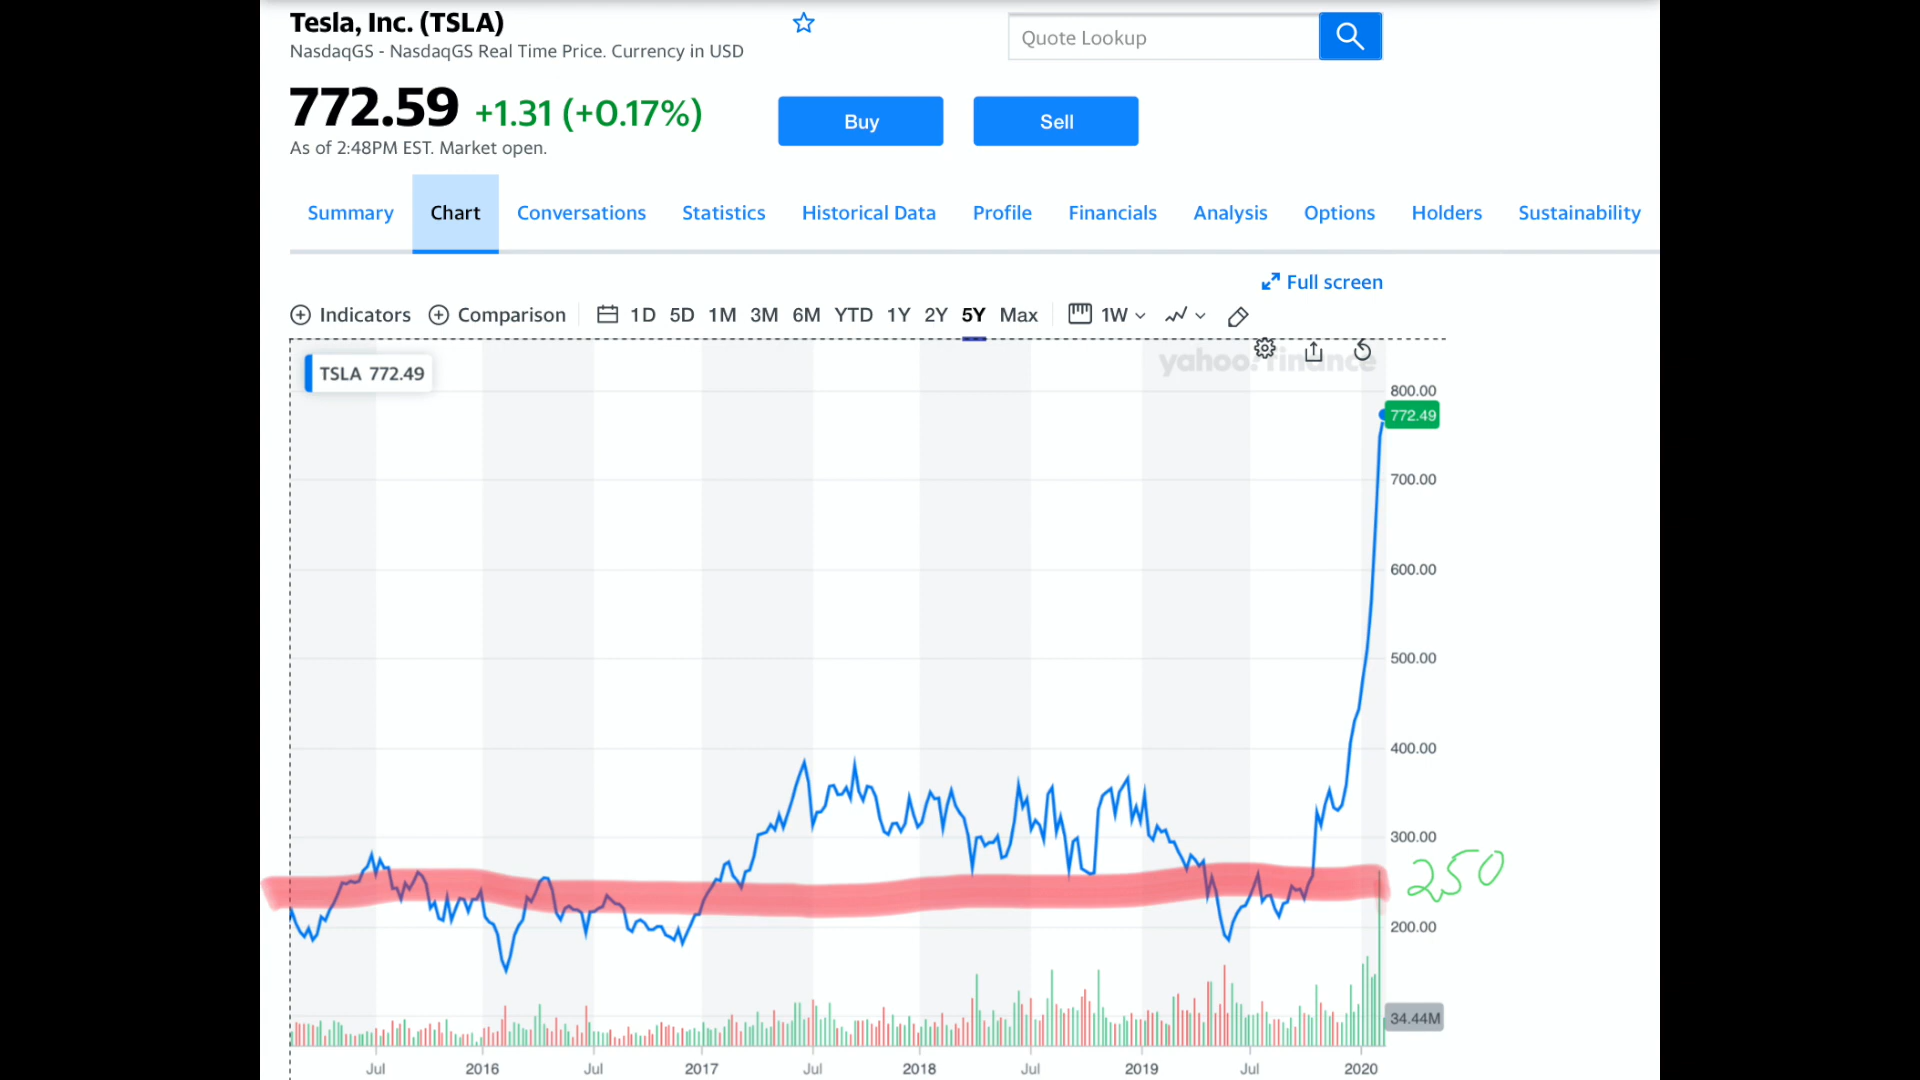 Tesla, Inc. (TSLA)
NasdaqGS - NasdaqGS Real Time Price. Currency in USD
Quote Lookup
772.59 +1.31 (+0.17%)
As of 2:48PM EST. Market open.
Buy Sell
Summary Chart Conversations Statistics Historical Data Profile Financials Analysis Options Holders Sustainability
Full screen
Indicators Comparison 1D 5D 1M 3M 6M YTD 1Y 2Y 5Y Max 1W
yahoo!finance
TSLA 772.49
800.00
772.49
700.00
600.00
500.00
400.00
300.00
250
200.00
34.44M
Jul 2016 Jul 2017 Jul 2018 Jul 2019 Jul 2020